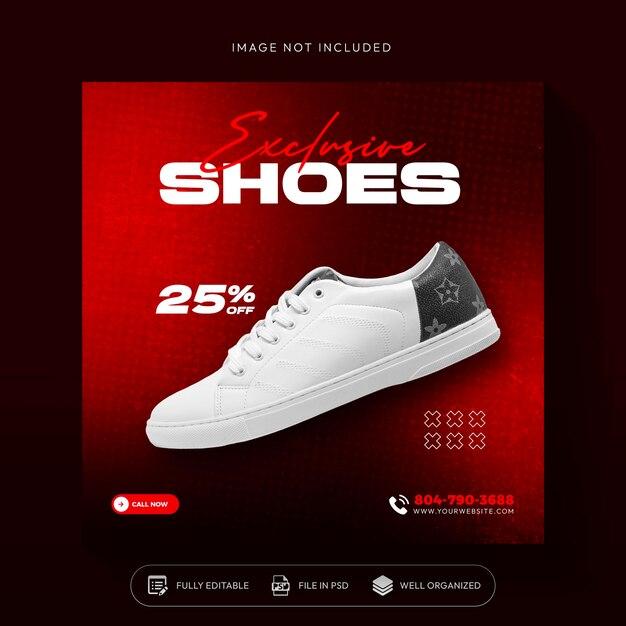 IMAGE NOT INCLUDED
Exclusive
SHOES
25% OFF
CALL NOW
804-790-3688
WWW.YOURWEBSITE.COM
FULLY EDITABLE
FILE IN PSD
WELL ORGANIZED